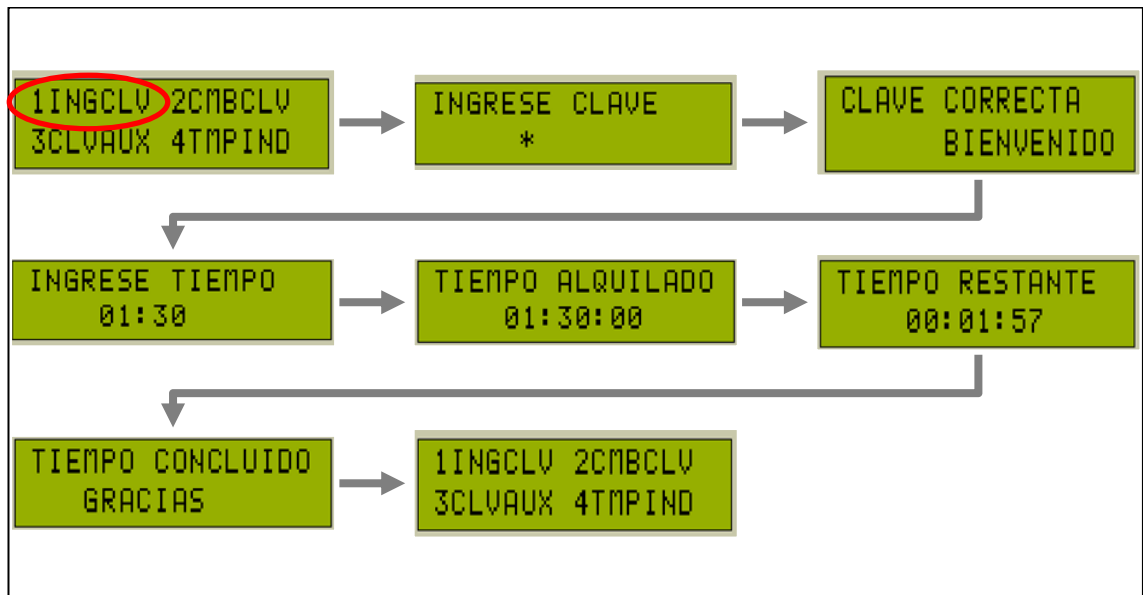 1INGCLV 2CMBCLV
3CLVAUX 4TMPIND
INGRESE CLAVE
*
CLAVE CORRECTA
BIENVENIDO
INGRESE TIEMPO
01:30
TIEMPO ALQUILADO
01:30:00
TIEMPO RESTANTE
00:01:57
TIEMPO CONCLUIDO
GRACIAS
1INGCLV 2CMBCLV
3CLVAUX 4TMPIND